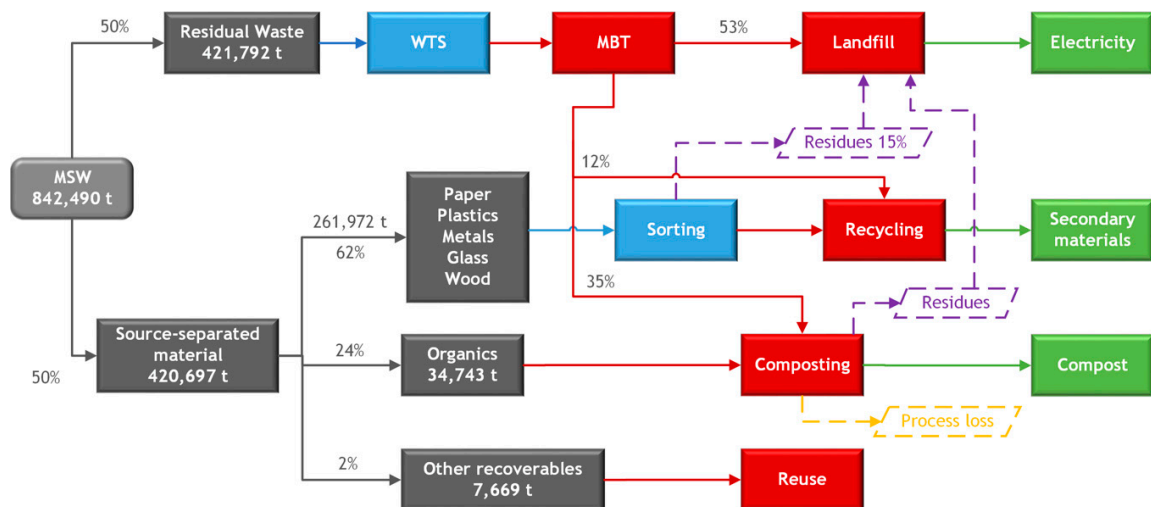 50%
Residual Waste
421,792 t
WTS
MBT
53%
Landfill
Electricity
Residues 15%
MSW
842,490 t
12%
261,972 t
62%
Paper
Plastics
Metals
Glass
Wood
Sorting
Recycling
Secondary
materials
35%
Residues
50%
Source-separated
material
420,697 t
24%
Organics
34,743 t
Composting
Compost
Process loss
2%
Other recoverables
7,669 t
Reuse